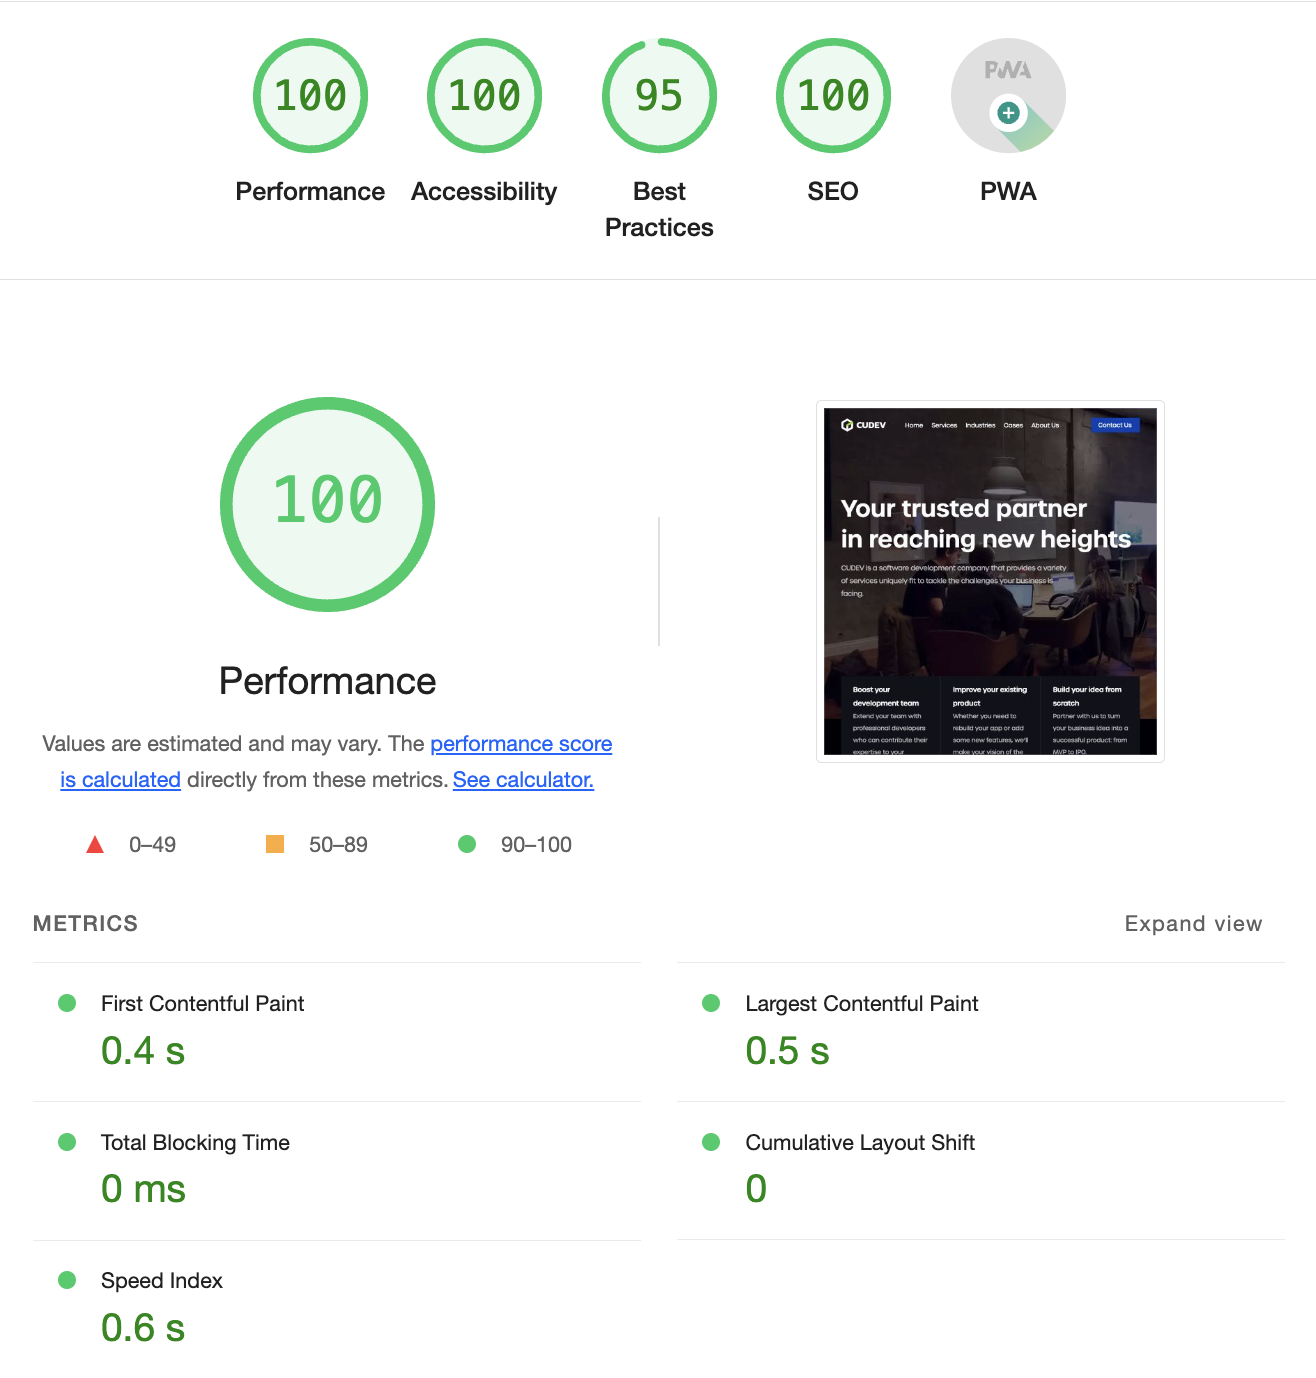 100
100
95
100
PWA
Performance
Accessibility
Best
Practices
SEO
PWA
100
Performance
Values are estimated and may vary. The performance score
is calculated directly from these metrics. See calculator.
0–49
50–89
90–100
CUDEV
Home
Services
Industries
Cases
About Us
Contact Us
Your trusted partner
in reaching new heights
CUDEV is a software development company that provides a variety
of services uniquely fit to tackle the challenges your business is
facing.
Boost your
development team
Extend your team with
professional developers
who can contribute their
expertise to your
Improve your existing
product
Whether you need to
rebuild your app or add
some new features, we'll
make your vision of the
Build your idea from
scratch
Partner with us to turn
your business idea into a
successful product: from
MVP to IPO.
METRICS
Expand view
First Contentful Paint
0.4 s
Largest Contentful Paint
0.5 s
Total Blocking Time
0 ms
Cumulative Layout Shift
0
Speed Index
0.6 s